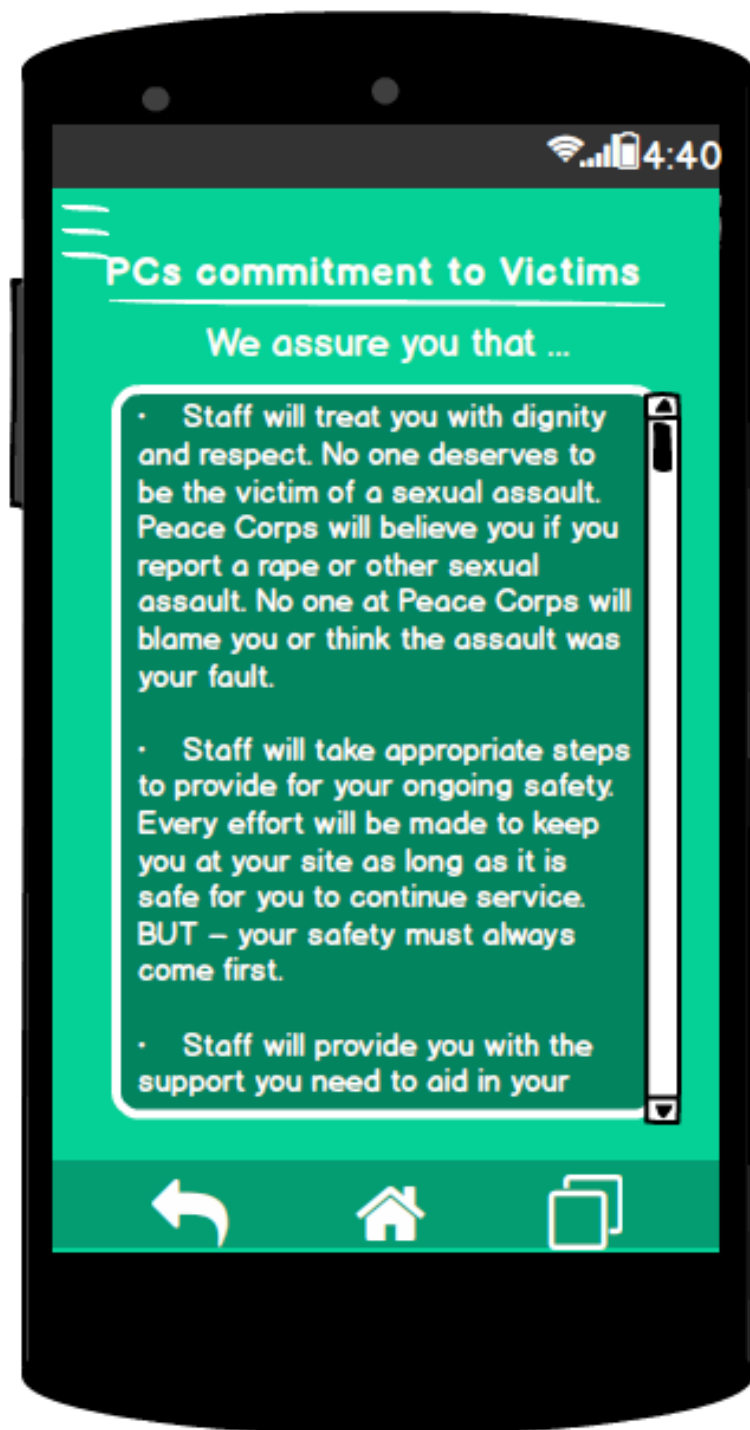 4:40
PCs commitment to Victims
We assure you that ...
· Staff will treat you with dignity
and respect. No one deserves to
be the victim of a sexual assault.
Peace Corps will believe you if you
report a rape or other sexual
assault. No one at Peace Corps will
blame you or think the assault was
your fault.
· Staff will take appropriate steps
to provide for your ongoing safety.
Every effort will be made to keep
you at your site as long as it is
safe for you to continue service.
BUT – your safety must always
come first.
· Staff will provide you with the
support you need to aid in your